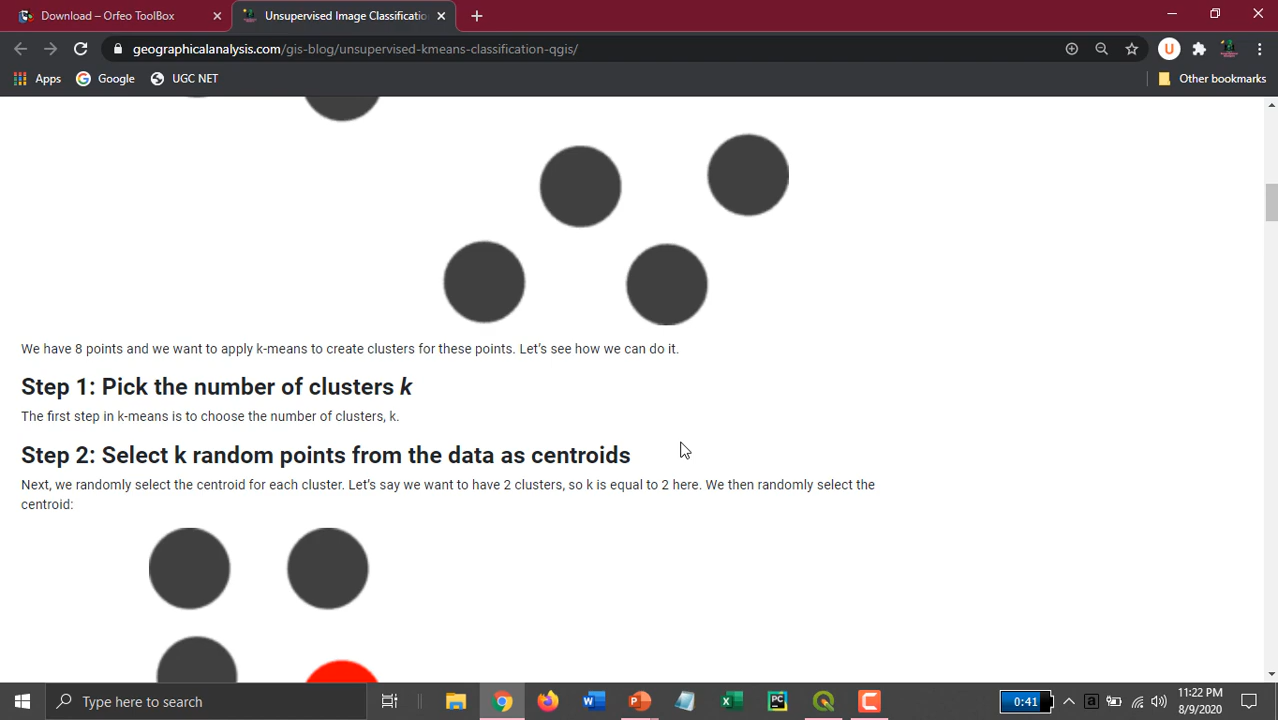 Download – Orfeo ToolBox
Unsupervised Image Classificatio
geographicalanalysis.com/gis-blog/unsupervised-kmeans-classification-qgis/
U
Apps
Google
UGC NET
Other bookmarks
We have 8 points and we want to apply k-means to create clusters for these points. Let's see how we can do it.
Step 1: Pick the number of clusters k
The first step in k-means is to choose the number of clusters, k.
Step 2: Select k random points from the data as centroids
Next, we randomly select the centroid for each cluster. Let's say we want to have 2 clusters, so k is equal to 2 here. We then randomly select the
centroid:
Type here to search
0:41
11:22 PM
8/9/2020